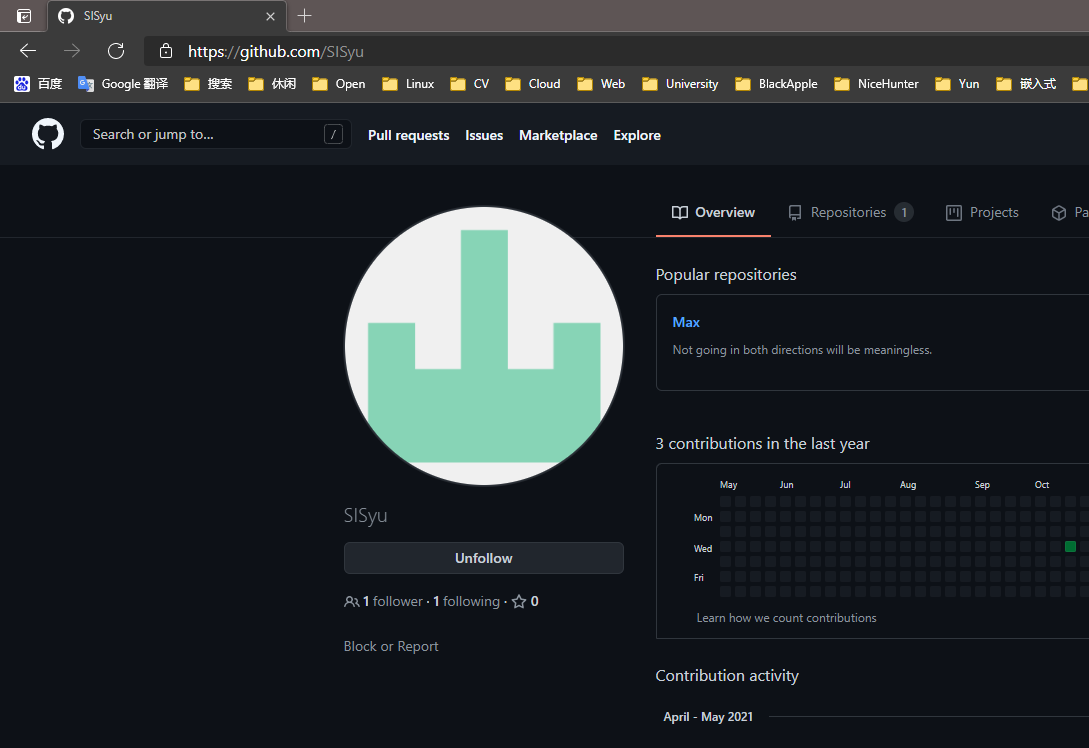 SISyu
https://github.com/SISyu
百度 Google 翻译 搜索 休闲 Open Linux CV Cloud Web University BlackApple NiceHunter Yun 嵌入式
Search or jump to... / Pull requests Issues Marketplace Explore
Overview Repositories 1 Projects Pa
Popular repositories
Max
Not going in both directions will be meaningless.
3 contributions in the last year
May Jun Jul Aug Sep Oct
Mon
Wed
Fri
Learn how we count contributions
SISyu
Unfollow
1 follower · 1 following · 0
Block or Report
Contribution activity
April - May 2021